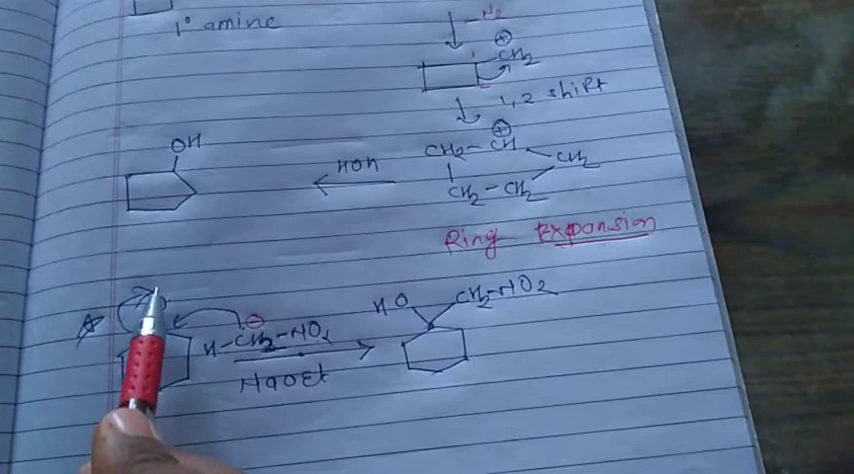 1° amine
- N2
⊕
CH2
1,2 shift
OH
HOH
⊕
CH2 - CH
CH2
CH2 - CH2
Ring Expansion
HO CH2-NO2
⊖
H-CH2-NO2
NaOEt